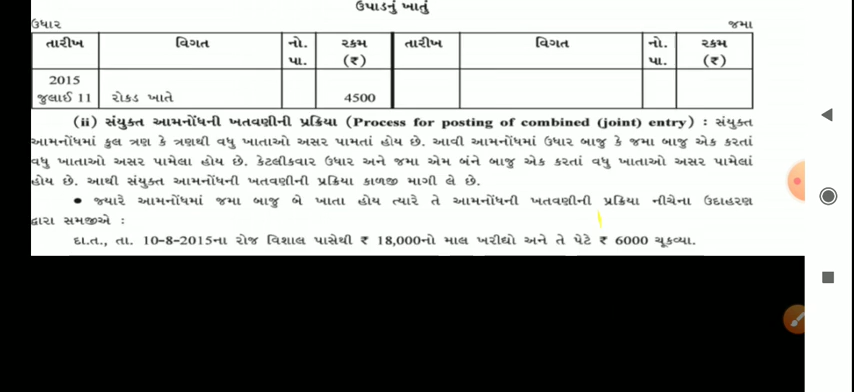 ઉપાડનું ખાતું
ઉધાર જમા
તારીખ વિગત નો. પા. રકમ (₹) તારીખ વિગત નો. પા. રકમ (₹)
2015
જુલાઈ 11 રોકડ ખાતે 4500
(ii) સંયુક્ત આમનોંધની ખતવણીની પ્રક્રિયા (Process for posting of combined (joint) entry) : સંયુક્ત
આમનોંધમાં કુલ ત્રણ કે ત્રણથી વધુ ખાતાઓ અસર પામતાં હોય છે. આવી આમનોંધમાં ઉધાર બાજુ કે જમા બાજુ એક કરતાં
વધુ ખાતાઓ અસર પામેલા હોય છે. કેટલીકવાર ઉધાર અને જમા એમ બંને બાજુ એક કરતાં વધુ ખાતાઓ અસર પામેલાં
હોય છે. આથી સંયુક્ત આમનોંધની ખતવણીની પ્રક્રિયા કાળજી માગી લે છે.
• જ્યારે આમનોંધમાં જમા બાજુ બે ખાતા હોય ત્યારે તે આમનોંધની ખતવણીની પ્રક્રિયા નીચેના ઉદાહરણ
દ્વારા સમજીએ :
દા.ત., તા. 10-8-2015ના રોજ વિશાલ પાસેથી ₹ 18,000નો માલ ખરીદ્યો અને તે પેટે ₹ 6000 ચૂકવ્યા.